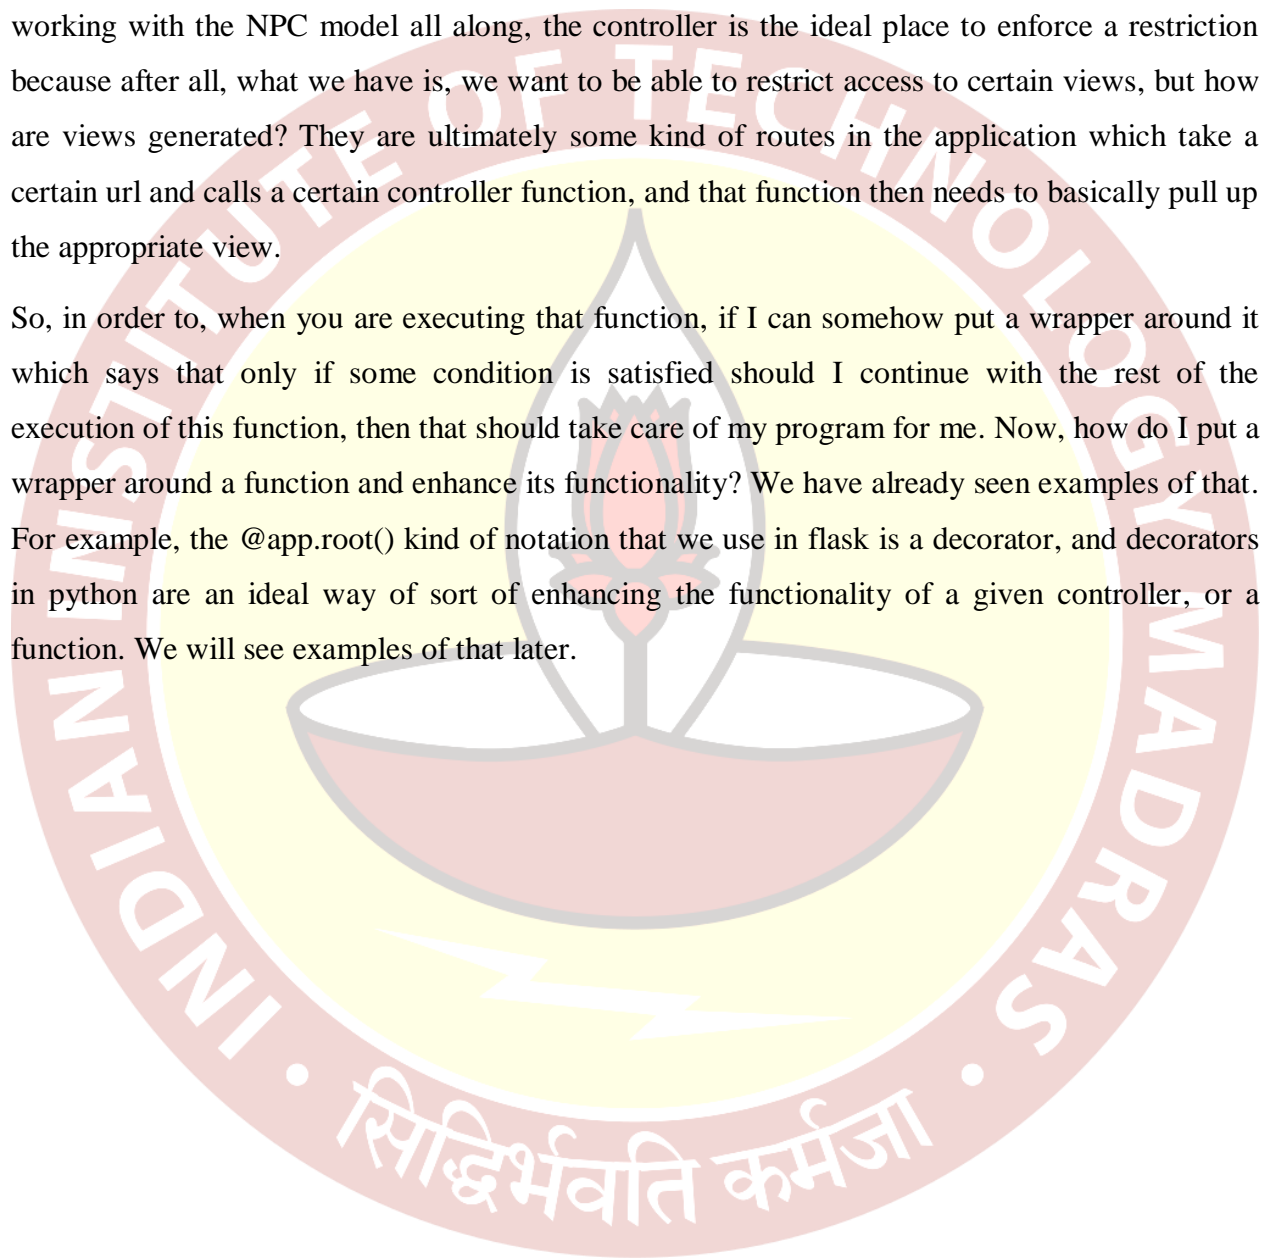 working with the NPC model all along, the controller is the ideal place to enforce a restriction
because after all, what we have is, we want to be able to restrict access to certain views, but how
are views generated? They are ultimately some kind of routes in the application which take a
certain url and calls a certain controller function, and that function then needs to basically pull up
the appropriate view.
So, in order to, when you are executing that function, if I can somehow put a wrapper around it
which says that only if some condition is satisfied should I continue with the rest of the
execution of this function, then that should take care of my program for me. Now, how do I put a
wrapper around a function and enhance its functionality? We have already seen examples of that.
For example, the @app.root() kind of notation that we use in flask is a decorator, and decorators
in python are an ideal way of sort of enhancing the functionality of a given controller, or a
function. We will see examples of that later.
INDIAN INSTITUTE OF TECHNOLOGY MADRAS
सिद्धिर्भवति कर्मजा